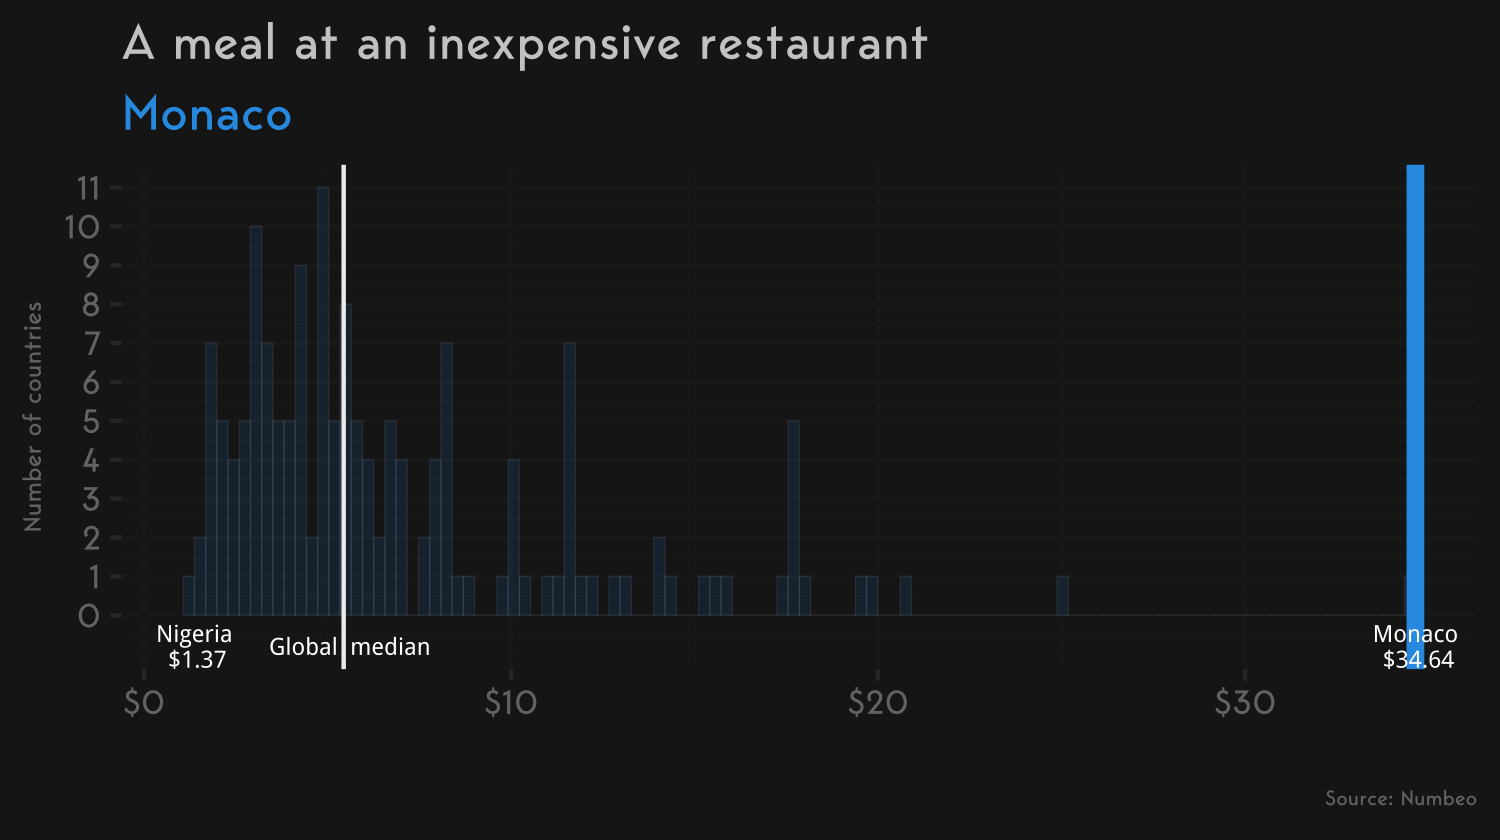 A meal at an inexpensive restaurant
Monaco
Number of countries
11
10
9
8
7
6
5
4
3
2
1
0
Nigeria
$1.37
Global median
Monaco
$34.64
$0 $10 $20 $30
Source: Numbeo